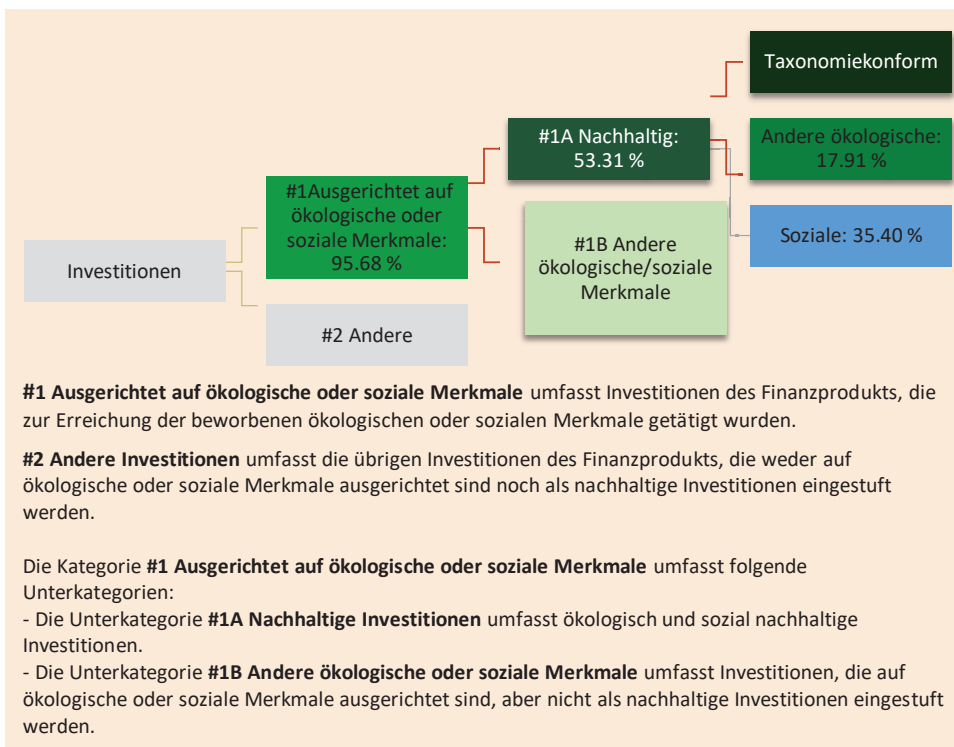 Taxonomiekonform
#1A Nachhaltig:
53.31 %
Andere ökologische:
17.91 %
#1Ausgerichtet auf
ökologische oder
soziale Merkmale:
95.68 %
#1B Andere
ökologische/soziale
Merkmale
Soziale: 35.40 %
Investitionen
#2 Andere
#1 Ausgerichtet auf ökologische oder soziale Merkmale umfasst Investitionen des Finanzprodukts, die
zur Erreichung der beworbenen ökologischen oder sozialen Merkmale getätigt wurden.
#2 Andere Investitionen umfasst die übrigen Investitionen des Finanzprodukts, die weder auf
ökologische oder soziale Merkmale ausgerichtet sind noch als nachhaltige Investitionen eingestuft
werden.
Die Kategorie #1 Ausgerichtet auf ökologische oder soziale Merkmale umfasst folgende
Unterkategorien:
- Die Unterkategorie #1A Nachhaltige Investitionen umfasst ökologisch und sozial nachhaltige
Investitionen.
- Die Unterkategorie #1B Andere ökologische oder soziale Merkmale umfasst Investitionen, die auf
ökologische oder soziale Merkmale ausgerichtet sind, aber nicht als nachhaltige Investitionen eingestuft
werden.